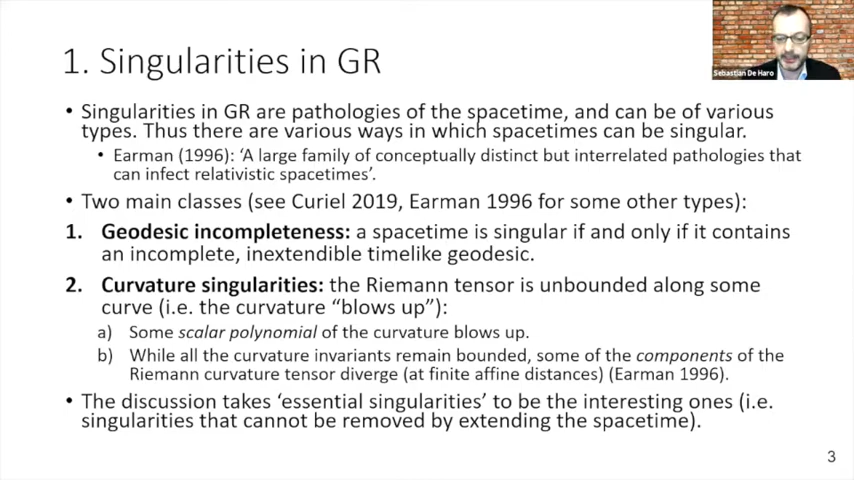 Sebastian De Haro
1. Singularities in GR
• Singularities in GR are pathologies of the spacetime, and can be of various
types. Thus there are various ways in which spacetimes can be singular.
• Earman (1996): ‘A large family of conceptually distinct but interrelated pathologies that
can infect relativistic spacetimes’.
• Two main classes (see Curiel 2019, Earman 1996 for some other types):
1. Geodesic incompleteness: a spacetime is singular if and only if it contains
an incomplete, inextendible timelike geodesic.
2. Curvature singularities: the Riemann tensor is unbounded along some
curve (i.e. the curvature “blows up”):
a) Some scalar polynomial of the curvature blows up.
b) While all the curvature invariants remain bounded, some of the components of the
Riemann curvature tensor diverge (at finite affine distances) (Earman 1996).
• The discussion takes ‘essential singularities’ to be the interesting ones (i.e.
singularities that cannot be removed by extending the spacetime).
3